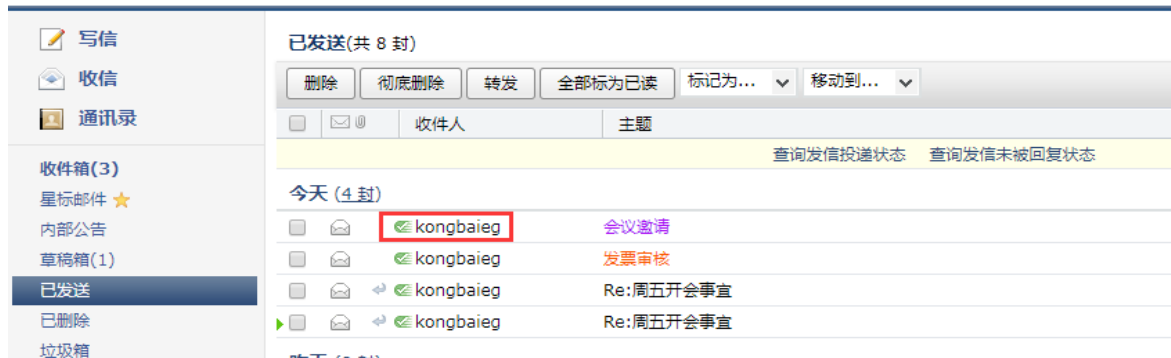 写信
收信
通讯录
收件箱(3)
星标邮件
内部公告
草稿箱(1)
已发送
已删除
垃圾箱
已发送(共 8 封)
删除 彻底删除 转发 全部标为已读 标记为... 移动到...
收件人 主题
查询发信投递状态 查询发信未被回复状态
今天 (4 封)
kongbaieg 会议邀请
kongbaieg 发票审核
kongbaieg Re:周五开会事宜
kongbaieg Re:周五开会事宜